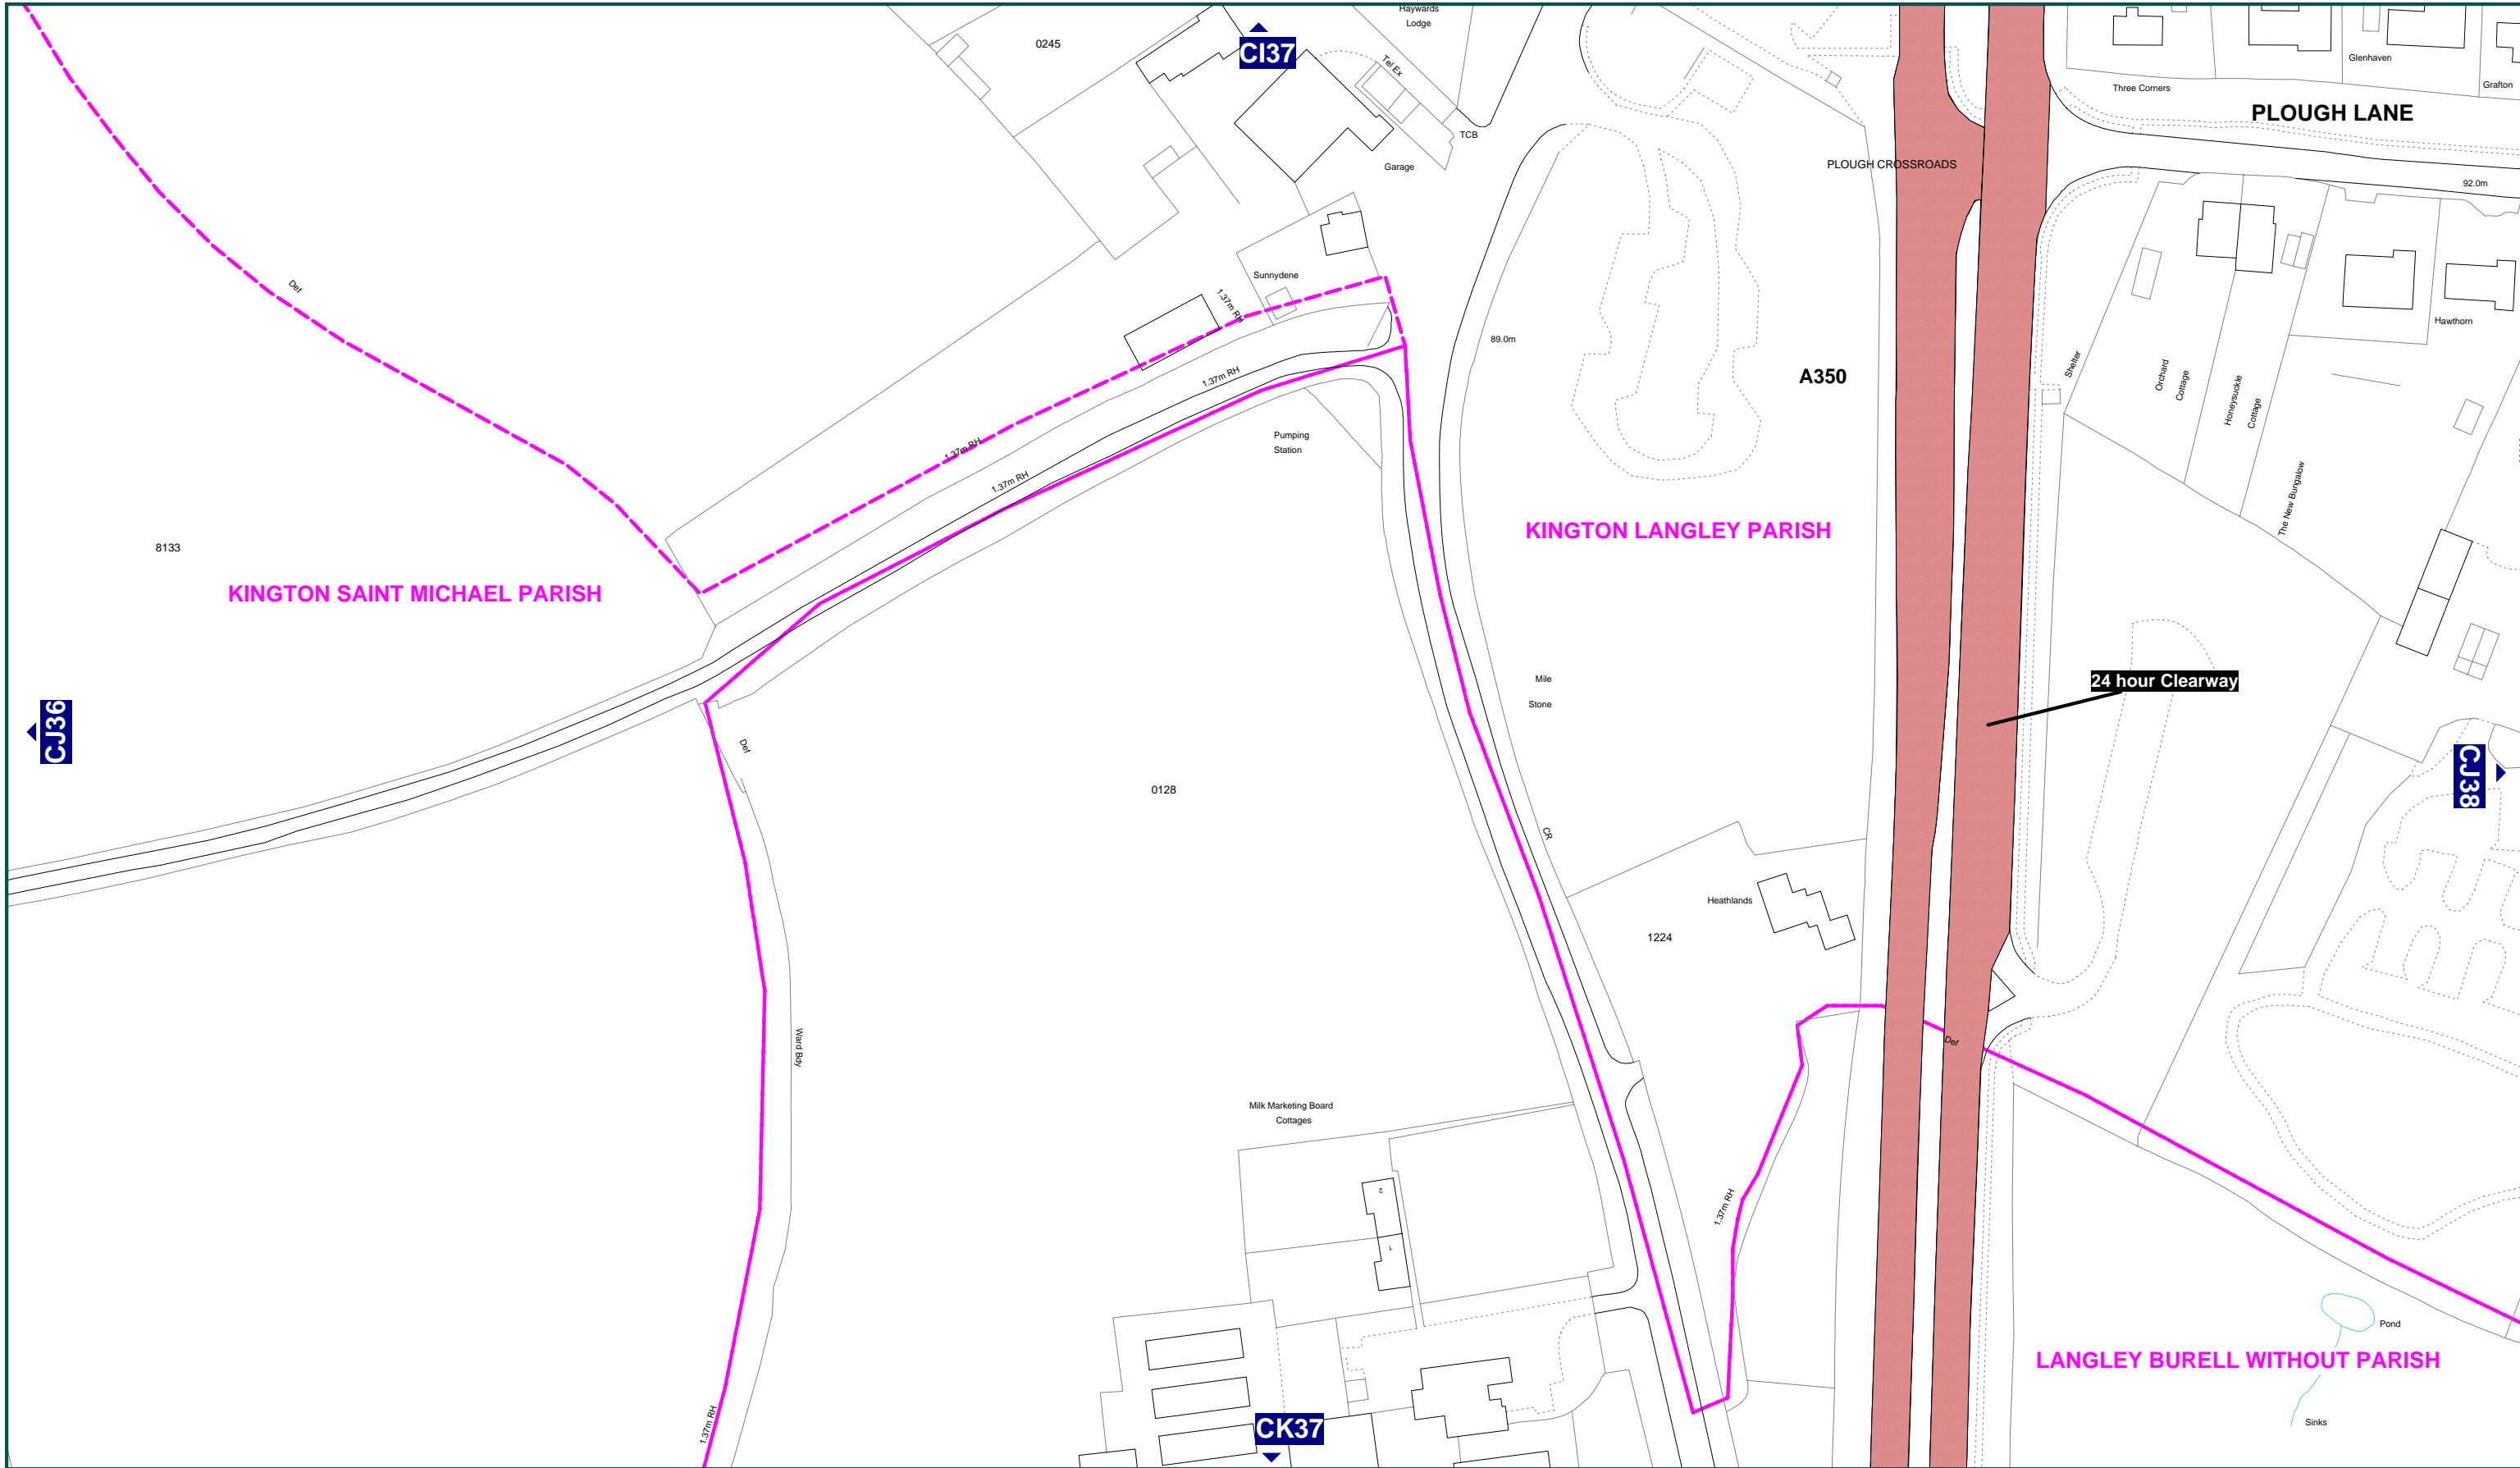 Haywards
Lodge
0245
CI37
Tel Ex
TCB
Garage
Glenhaven
Grafton
Three Corners
PLOUGH LANE
PLOUGH CROSSROADS
92.0m
Def
Sunnydene
1.37m RH
Hawthorn
89.0m
1.37m RH
A350
Shelter
Orchard
Cottage
Honeysuckle
Cottage
Pumping
Station
1.37m RH
1.37m RH
The New Bungalow
KINGTON LANGLEY PARISH
8133
KINGTON SAINT MICHAEL PARISH
Mile
Stone
24 hour Clearway
CJ36
Def
CJ38
0128
CR
Heathlands
1224
Ward Bdy
Def
Milk Marketing Board
Cottages
2
1
1.37m RH
Pond
LANGLEY BURELL WITHOUT PARISH
Sinks
1.37m RH
CK37